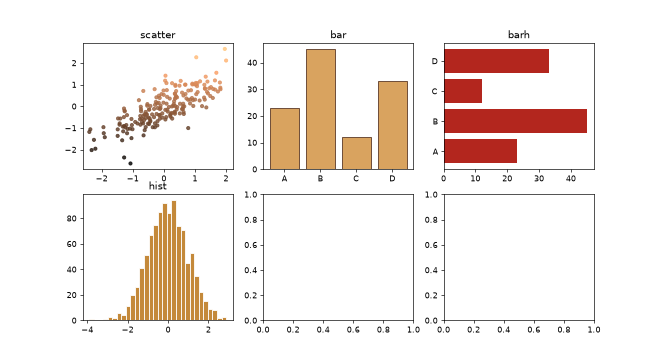 scatter
bar
barh
2
1
0
−1
−2
−2 −1 0 1 2
40
30
20
10
0
A B C D
D
C
B
A
0 10 20 30 40
hist
80
60
40
20
0
−4 −2 0 2
1.0
0.8
0.6
0.4
0.2
0.0
0.0 0.2 0.4 0.6 0.8 1.0
1.0
0.8
0.6
0.4
0.2
0.0
0.0 0.2 0.4 0.6 0.8 1.0